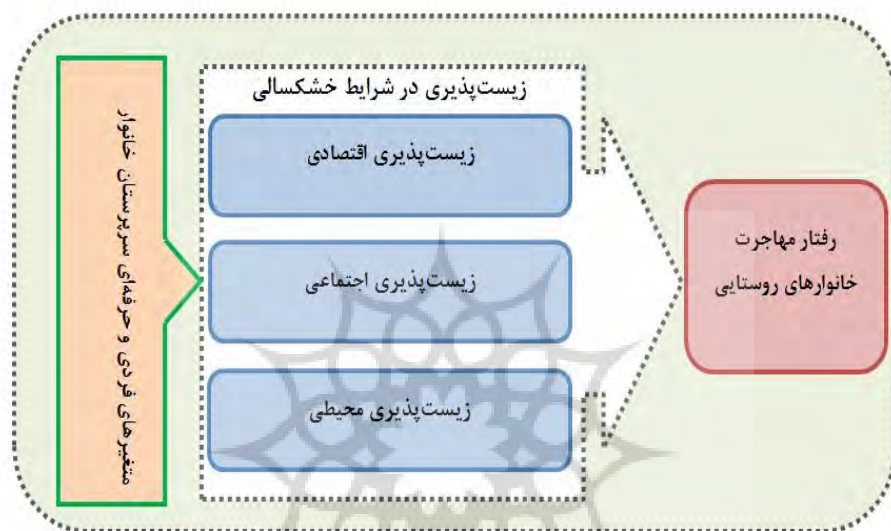 زیست‌پذیری در شرایط خشکسالی
زیست‌پذیری اقتصادی
زیست‌پذیری اجتماعی
زیست‌پذیری محیطی
رفتار مهاجرت
خانوارهای روستایی
متغیرهای فردی و حرفه‌ای سرپرستان خانوار